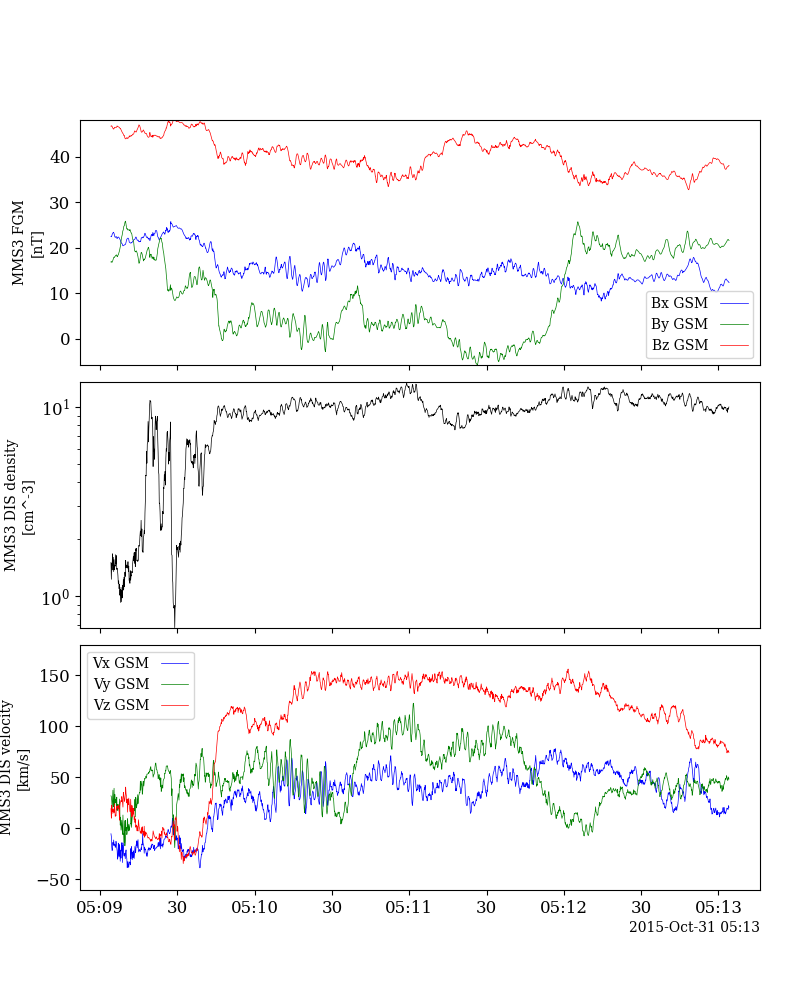 MMS3 FGM
[nT]
40
30
20
10
0
Bx GSM
By GSM
Bz GSM
MMS3 DIS density
[cm^-3]
10^1
10^0
MMS3 DIS velocity
[km/s]
150
100
50
0
−50
Vx GSM
Vy GSM
Vz GSM
05:09 30 05:10 30 05:11 30 05:12 30 05:13
2015-Oct-31 05:13